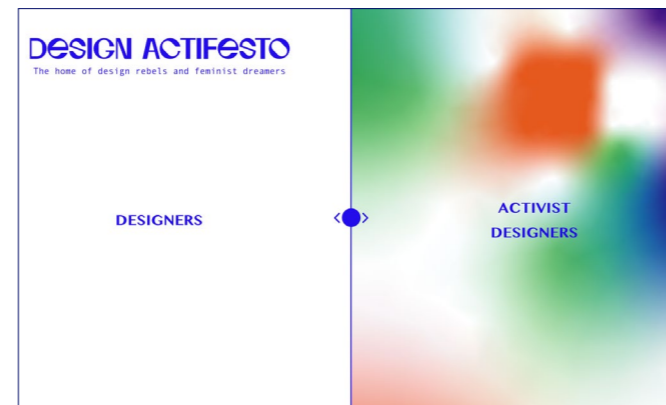 DESIGN ACTIFESTO
The home of design rebels and feminist dreamers
DESIGNERS
ACTIVIST
DESIGNERS